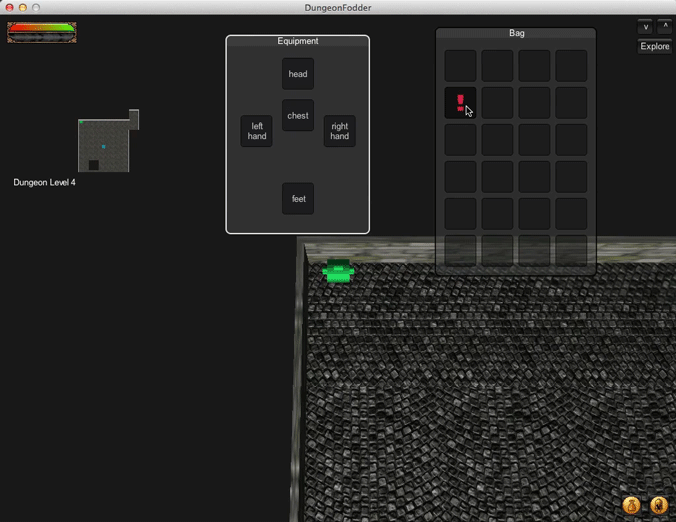 DungeonFodder
v
^
Explore
Equipment
head
chest
left
hand
right
hand
feet
Bag
!
Dungeon Level 4